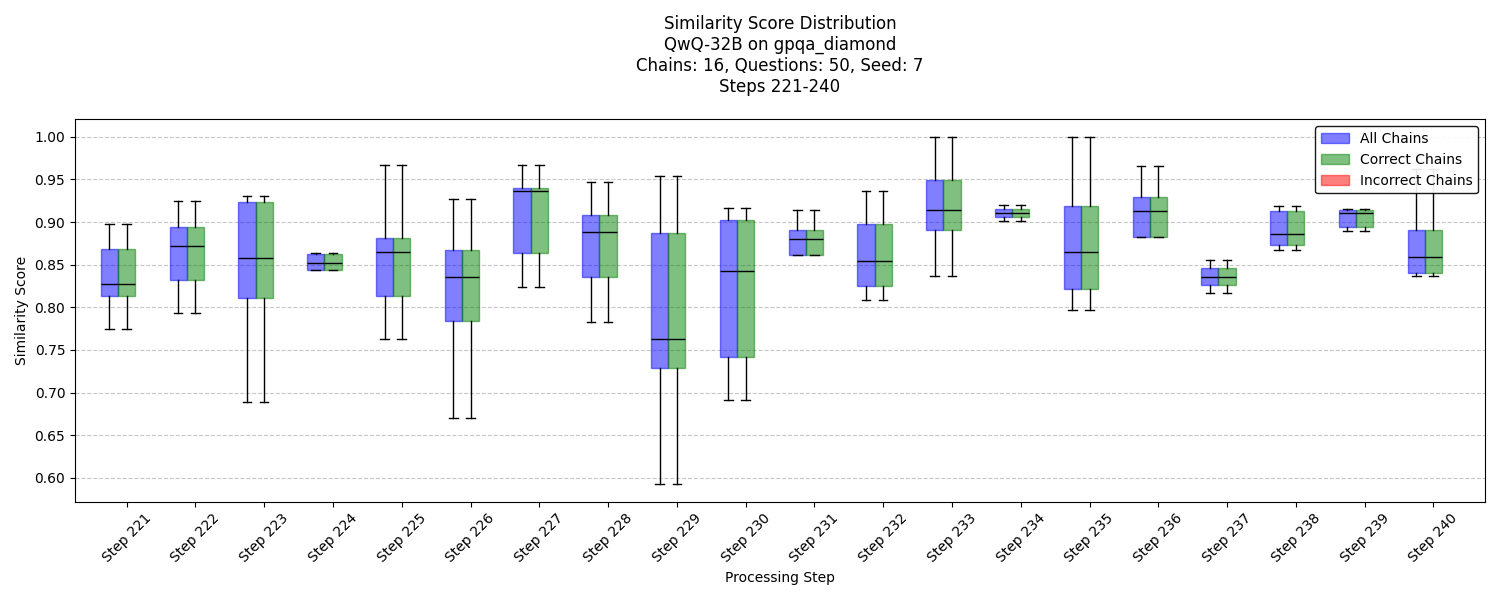 Similarity Score Distribution
QwQ-32B on gpqa_diamond
Chains: 16, Questions: 50, Seed: 7
Steps 221-240
1.00
0.95
0.90
0.85
0.80
0.75
0.70
0.65
0.60
Similarity Score
All Chains
Correct Chains
Incorrect Chains
Step 221
Step 222
Step 223
Step 224
Step 225
Step 226
Step 227
Step 228
Step 229
Step 230
Step 231
Step 232
Step 233
Step 234
Step 235
Step 236
Step 237
Step 238
Step 239
Step 240
Processing Step